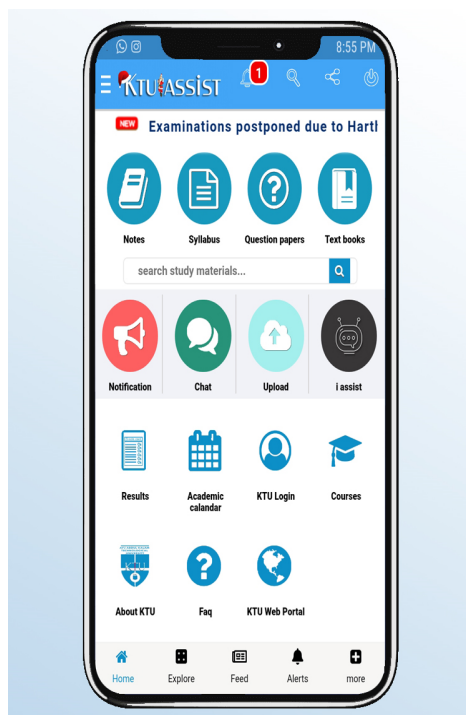 8:55 PM
KTU ASSIST
1
NEW Examinations postponed due to Hartl
Notes Syllabus Question papers Text books
search study materials...
Notification Chat Upload i assist
Results Academic calandar KTU Login Courses
About KTU Faq KTU Web Portal
Home Explore Feed Alerts more